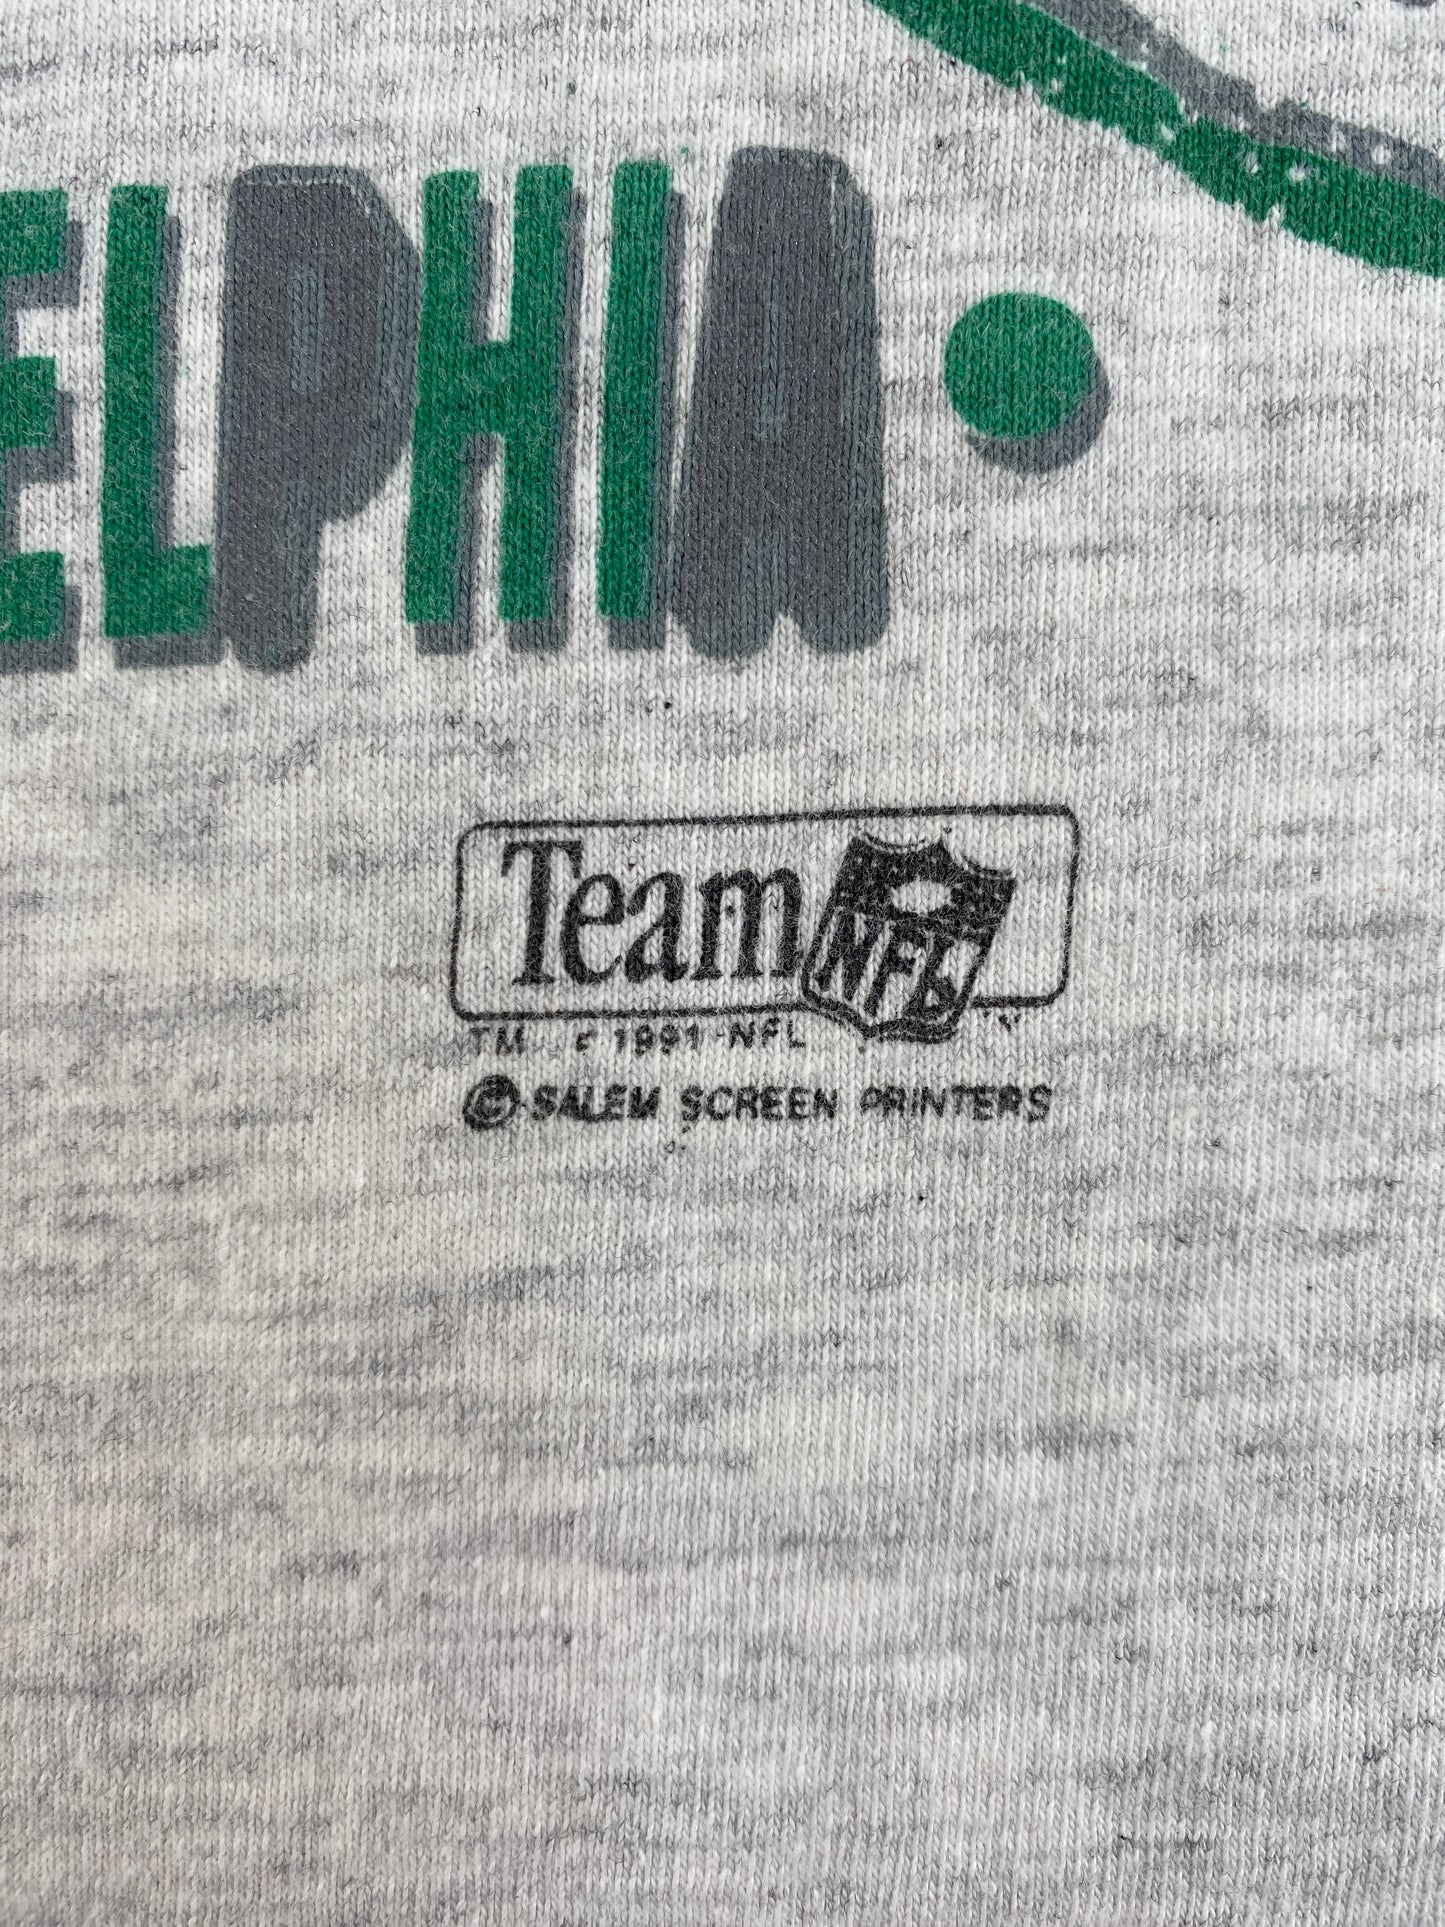 ELPHIA •
Team NFL
TM © 1991 NFL
© SALEM SCREEN PRINTERS